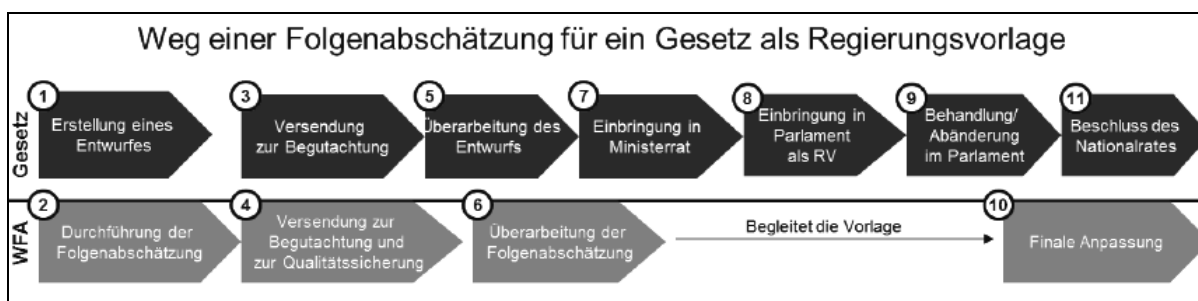 Weg einer Folgenabschätzung für ein Gesetz als Regierungsvorlage
Gesetz
1
Erstellung eines
Entwurfes
3
Versendung
zur Begutachtung
5
Überarbeitung des
Entwurfs
7
Einbringung in
Ministerrat
8
Einbringung in
Parlament
als RV
9
Behandlung/
Abänderung
im Parlament
11
Beschluss des
Nationalrates
WFA
2
Durchführung der
Folgenabschätzung
4
Versendung zur
Begutachtung und
zur Qualitätssicherung
6
Überarbeitung der
Folgenabschätzung
Begleitet die Vorlage
10
Finale Anpassung